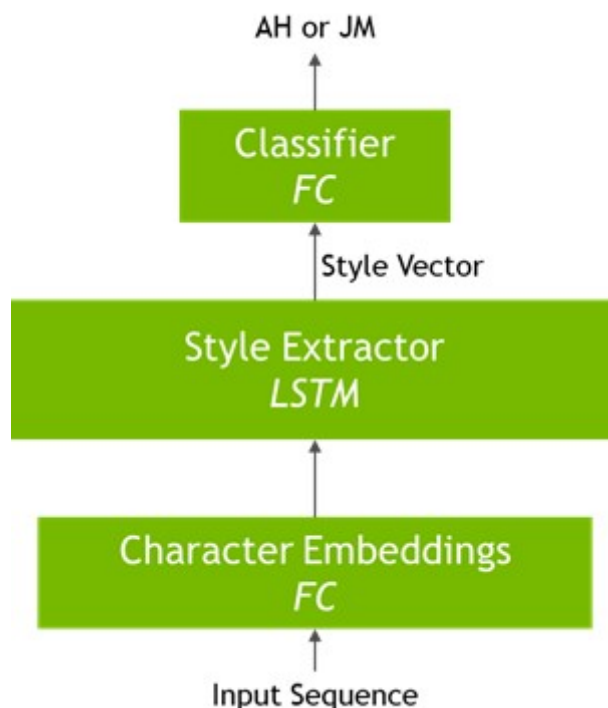 AH or JM
Classifier
FC
Style Vector
Style Extractor
LSTM
Character Embeddings
FC
Input Sequence